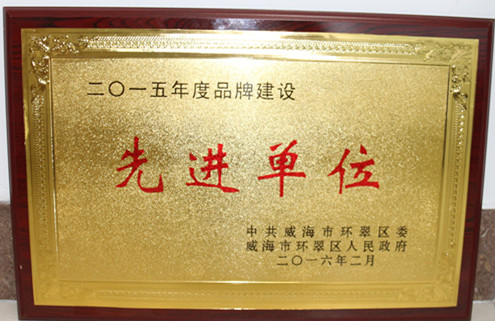 二〇一五年度品牌建设
先进单位
中共威海市环翠区委
威海市环翠区人民政府
二〇一六年二月